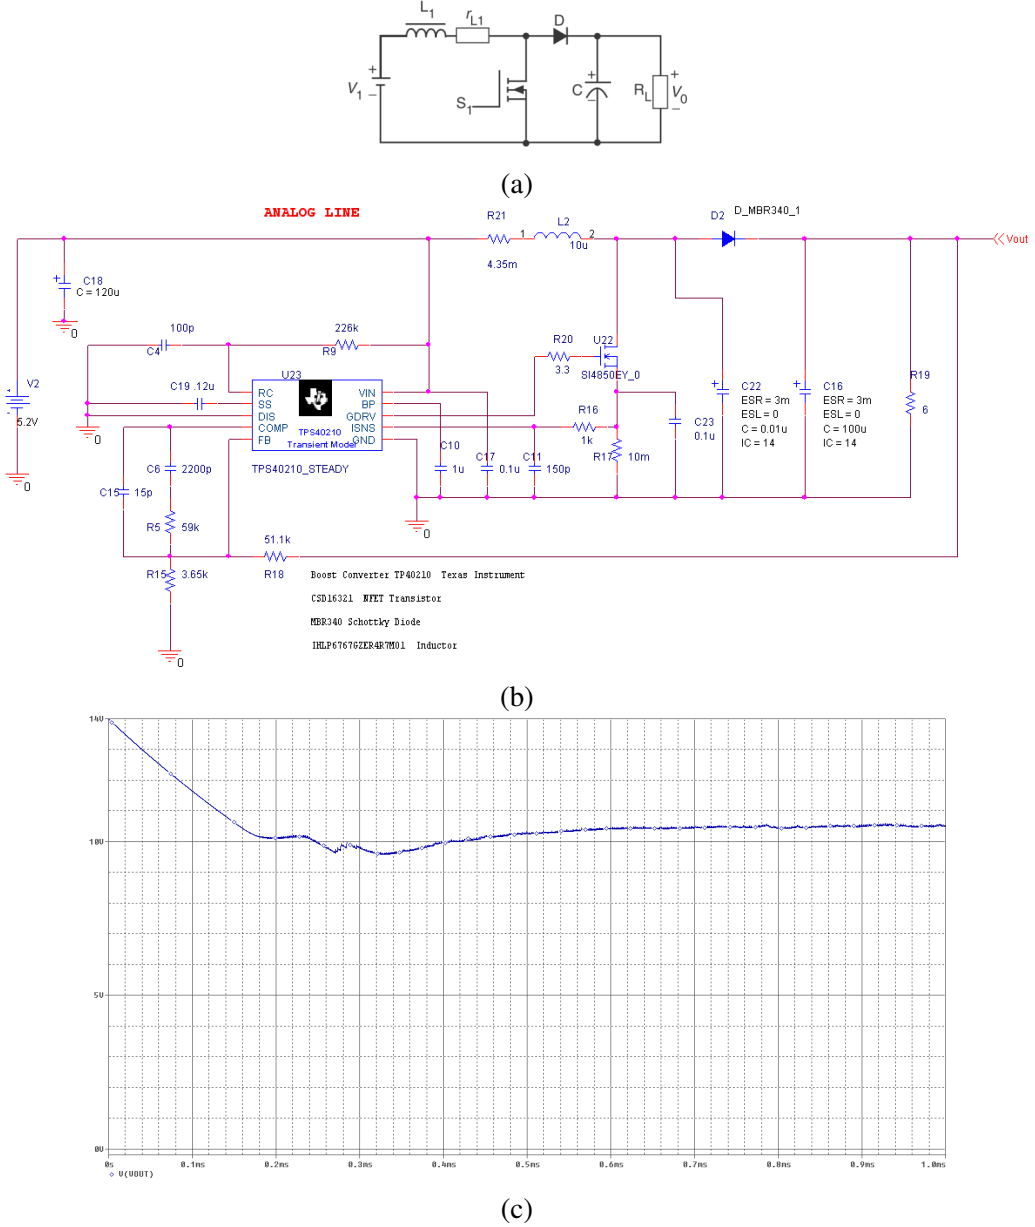 L1 rL1 D
V1 + − S1 C + − RL + V0 −
(a)
ANALOG LINE
R21 4.35m
1 L2 2 10u
D2 D_MBR340_1
Vout
C18 C = 120u
0
100p C4
226k R9
C19 .12u
U23
RC SS DIS COMP FB
VIN BP GDRV ISNS GND
TPS40210
Transient Model
TPS40210_STEADY
R20 3.3
U22
SI4850EY_0
V2 5.2V
0
0
R16 1k
R17 10m
C23 0.1u
C22
ESR = 3m
ESL = 0
C = 0.01u
IC = 14
C16
ESR = 3m
ESL = 0
C = 100u
IC = 14
R19 6
C10 1u
C17 0.1u
C11 150p
0
C6 2200p
C15 15p
R5 59k
R15 3.65k
51.1k R18
0
Boost Converter TP40210 Texas Instrument
CSD16321 NFET Transistor
MBR340 Schottky Diode
IHLP6767GZER4R7M01 Inductor
(b)
14V
10V
5V
0V
0s 0.1ms 0.2ms 0.3ms 0.4ms 0.5ms 0.6ms 0.7ms 0.8ms 0.9ms 1.0ms
V(VOUT)
(c)